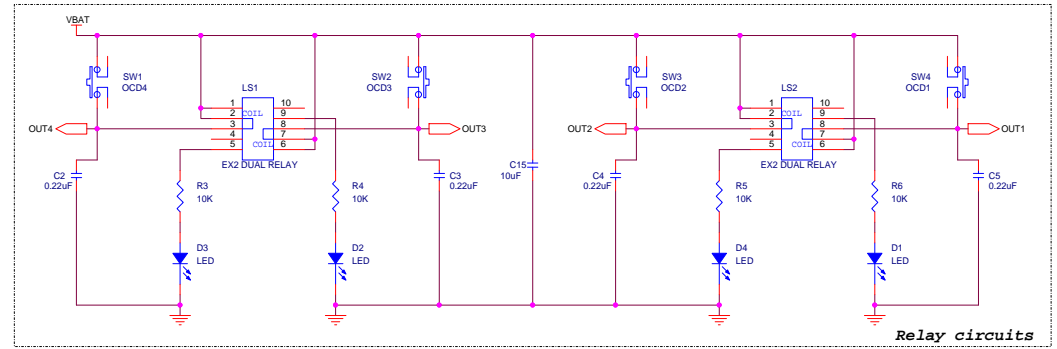 VBAT
SW1
OCD4
SW2
OCD3
SW3
OCD2
SW4
OCD1
LS1
LS2
1
2
3
4
5
10
9
8
7
6
COIL
COIL
1
2
3
4
5
10
9
8
7
6
COIL
COIL
OUT4
OUT3
OUT2
OUT1
EX2 DUAL RELAY
EX2 DUAL RELAY
C2
0.22uF
R3
10K
R4
10K
C3
0.22uF
C15
10uF
C4
0.22uF
R5
10K
R6
10K
C5
0.22uF
D3
LED
D2
LED
D4
LED
D1
LED
Relay circuits